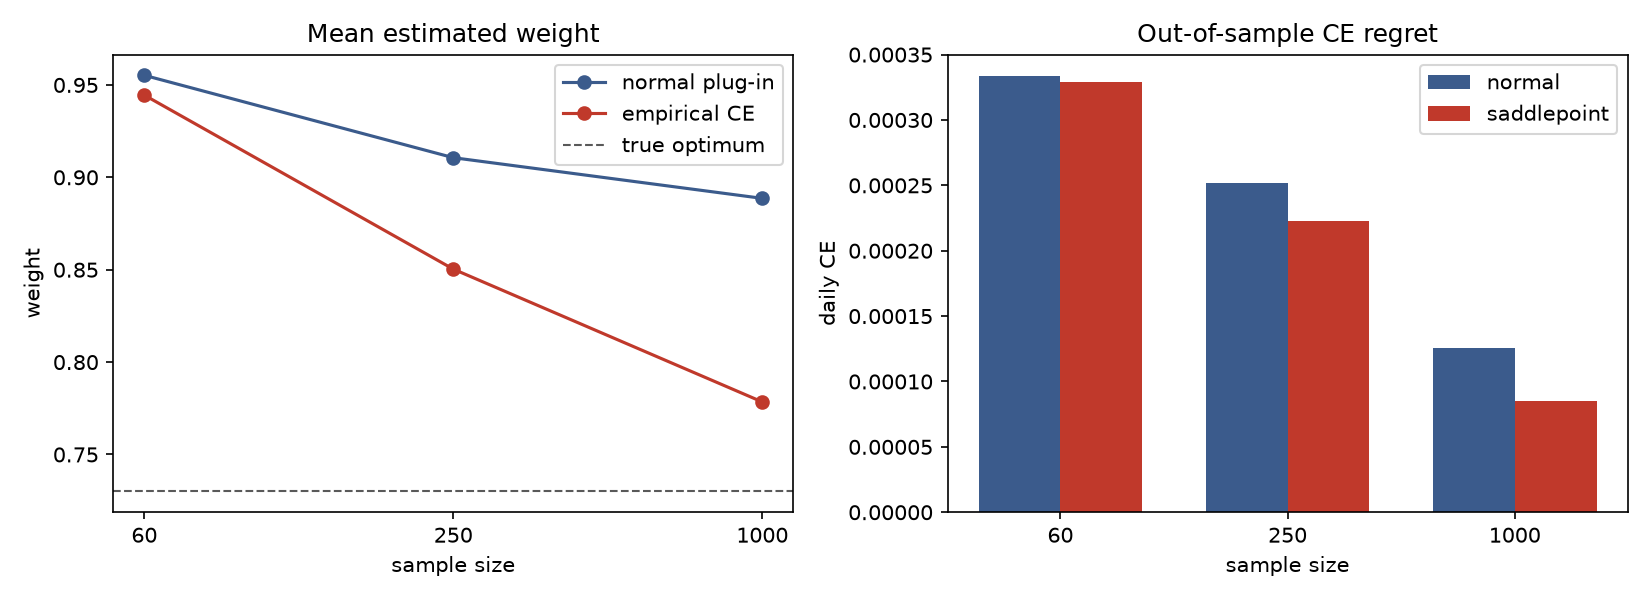 Mean estimated weight
0.95
0.90
0.85
0.80
0.75
weight
normal plug-in
empirical CE
true optimum
60
250
1000
sample size
Out-of-sample CE regret
0.00035
0.00030
0.00025
0.00020
0.00015
0.00010
0.00005
0.00000
daily CE
normal
saddlepoint
60
250
1000
sample size